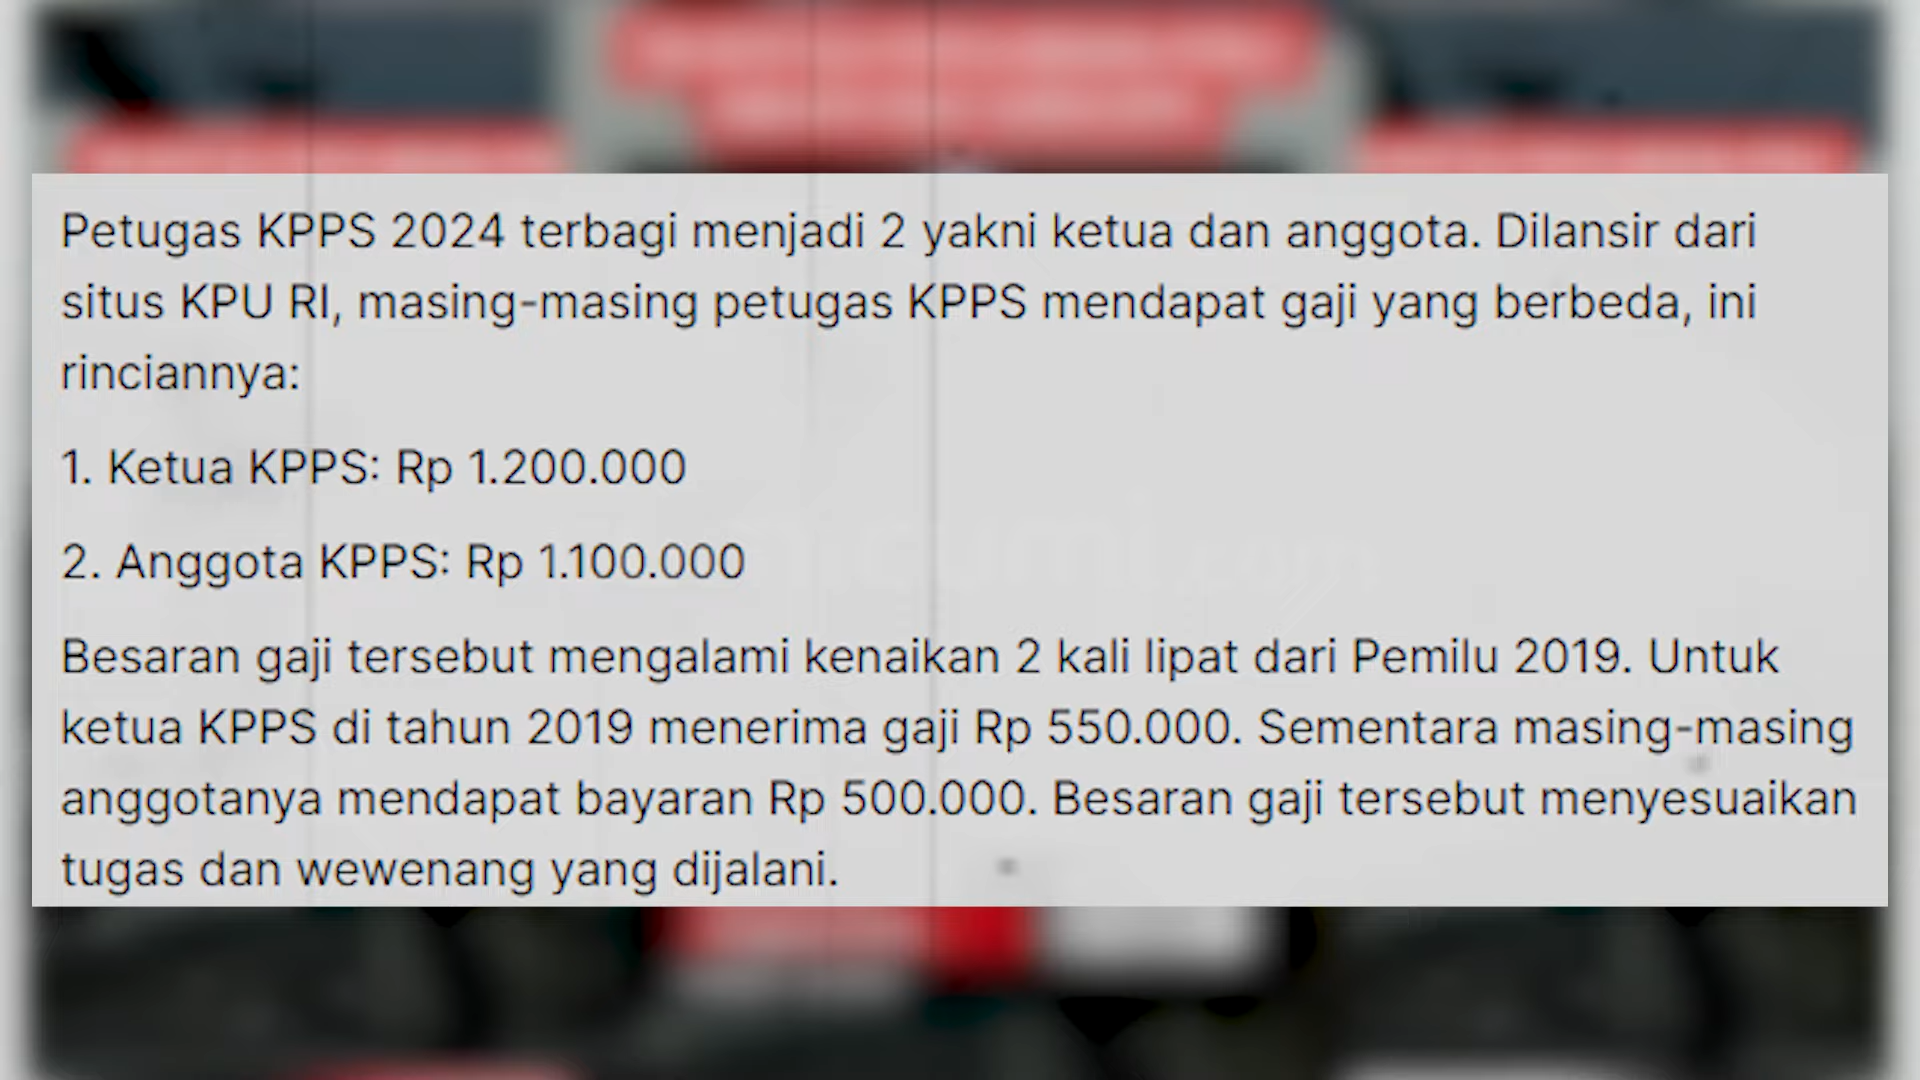 Petugas KPPS 2024 terbagi menjadi 2 yakni ketua dan anggota. Dilansir dari
situs KPU RI, masing-masing petugas KPPS mendapat gaji yang berbeda, ini
rinciannya:
1. Ketua KPPS: Rp 1.200.000
2. Anggota KPPS: Rp 1.100.000
Besaran gaji tersebut mengalami kenaikan 2 kali lipat dari Pemilu 2019. Untuk
ketua KPPS di tahun 2019 menerima gaji Rp 550.000. Sementara masing-masing
anggotanya mendapat bayaran Rp 500.000. Besaran gaji tersebut menyesuaikan
tugas dan wewenang yang dijalani.